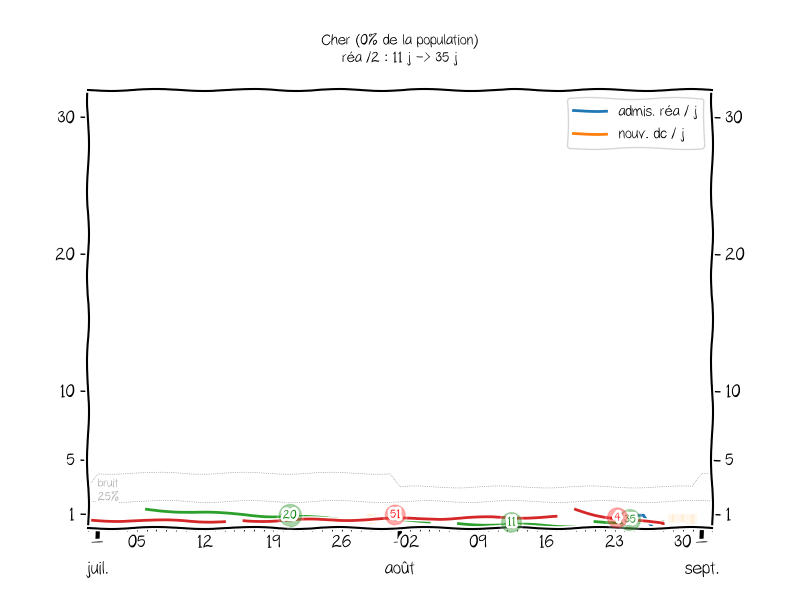 Cher (0% de la population)
réa /2 : 11 j -> 35 j
admis. réa / j
nouv. dc / j
30 30
20 20
10 10
5 5
bruit
25%
1 1
20 51 11 4 35
05 12 19 26 02 09 16 23 30
juil. août sept.